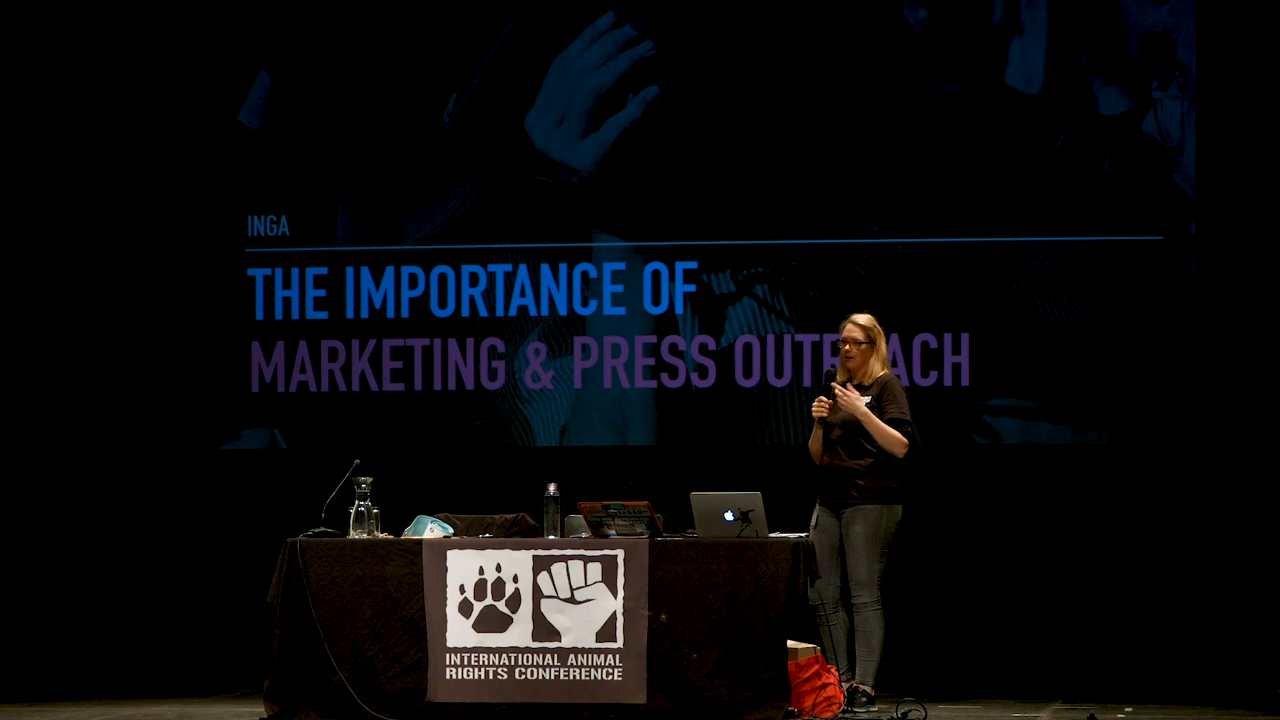 INGA
THE IMPORTANCE OF
MARKETING & PRESS OUTREACH
INTERNATIONAL ANIMAL
RIGHTS CONFERENCE